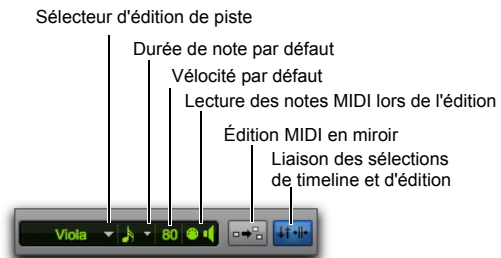 Sélecteur d'édition de piste
Durée de note par défaut
Vélocité par défaut
Lecture des notes MIDI lors de l'édition
Édition MIDI en miroir
Liaison des sélections
de timeline et d'édition
Viola 80